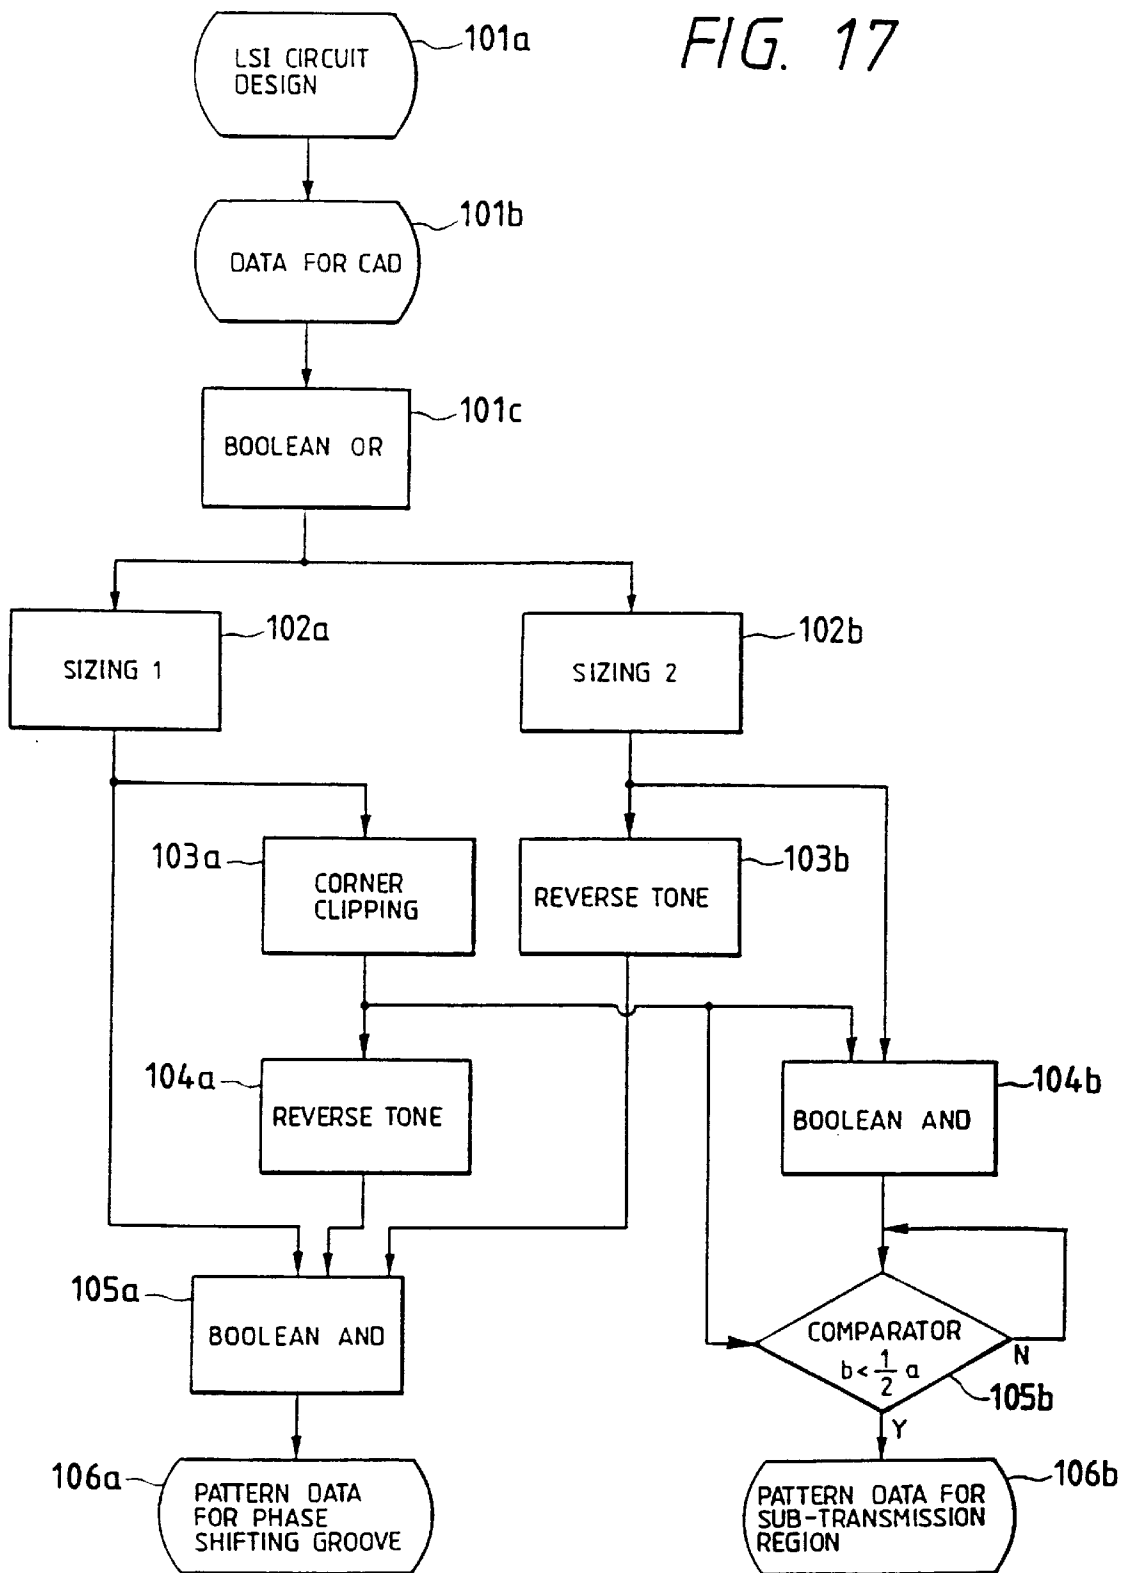 FIG. 17
101a
LSI CIRCUIT
DESIGN
101b
DATA FOR CAD
101c
BOOLEAN OR
102a
SIZING 1
102b
SIZING 2
103a
CORNER
CLIPPING
103b
REVERSE TONE
104a
REVERSE TONE
104b
BOOLEAN AND
105a
BOOLEAN AND
COMPARATOR
b < 1/2 a
N
105b
Y
106a
PATTERN DATA
FOR PHASE
SHIFTING GROOVE
106b
PATTERN DATA FOR
SUB-TRANSMISSION
REGION